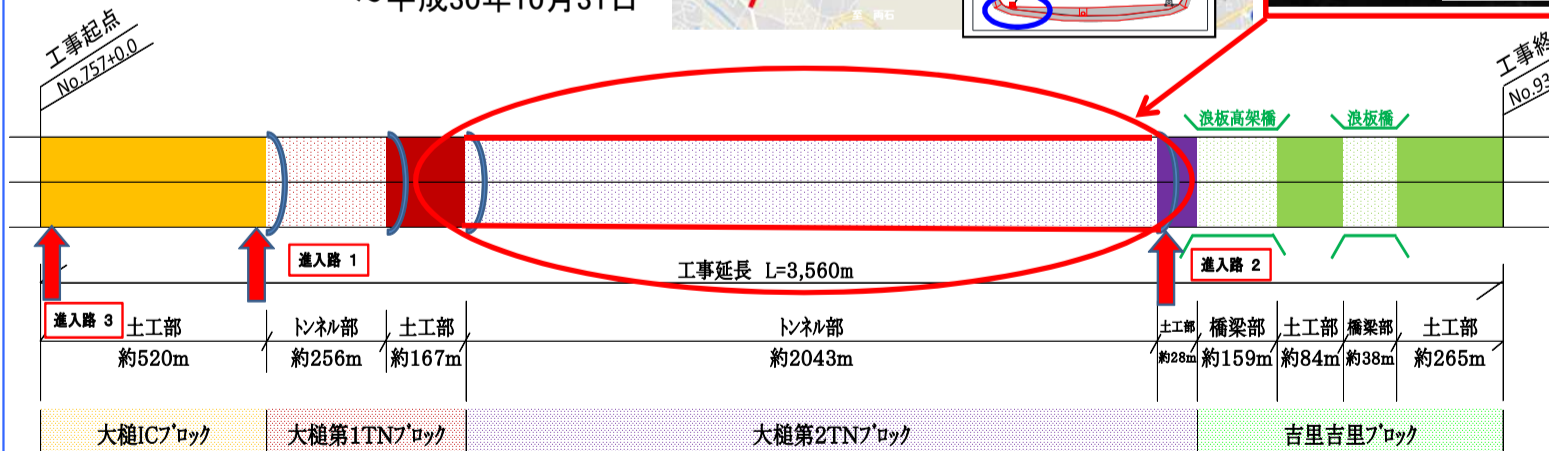 平成30年10月31日
工事起点
No.757+0.0
工事終
No.93
浪板高架橋
浪板橋
進入路 1
進入路 2
進入路 3
工事延長 L=3,560m
土工部
トンネル部
土工部
トンネル部
土工部
橋梁部
土工部
橋梁部
土工部
約520m
約256m
約167m
約2043m
約28m
約159m
約84m
約38m
約265m
大槌ICブロック
大槌第1TNブロック
大槌第2TNブロック
吉里吉里ブロック